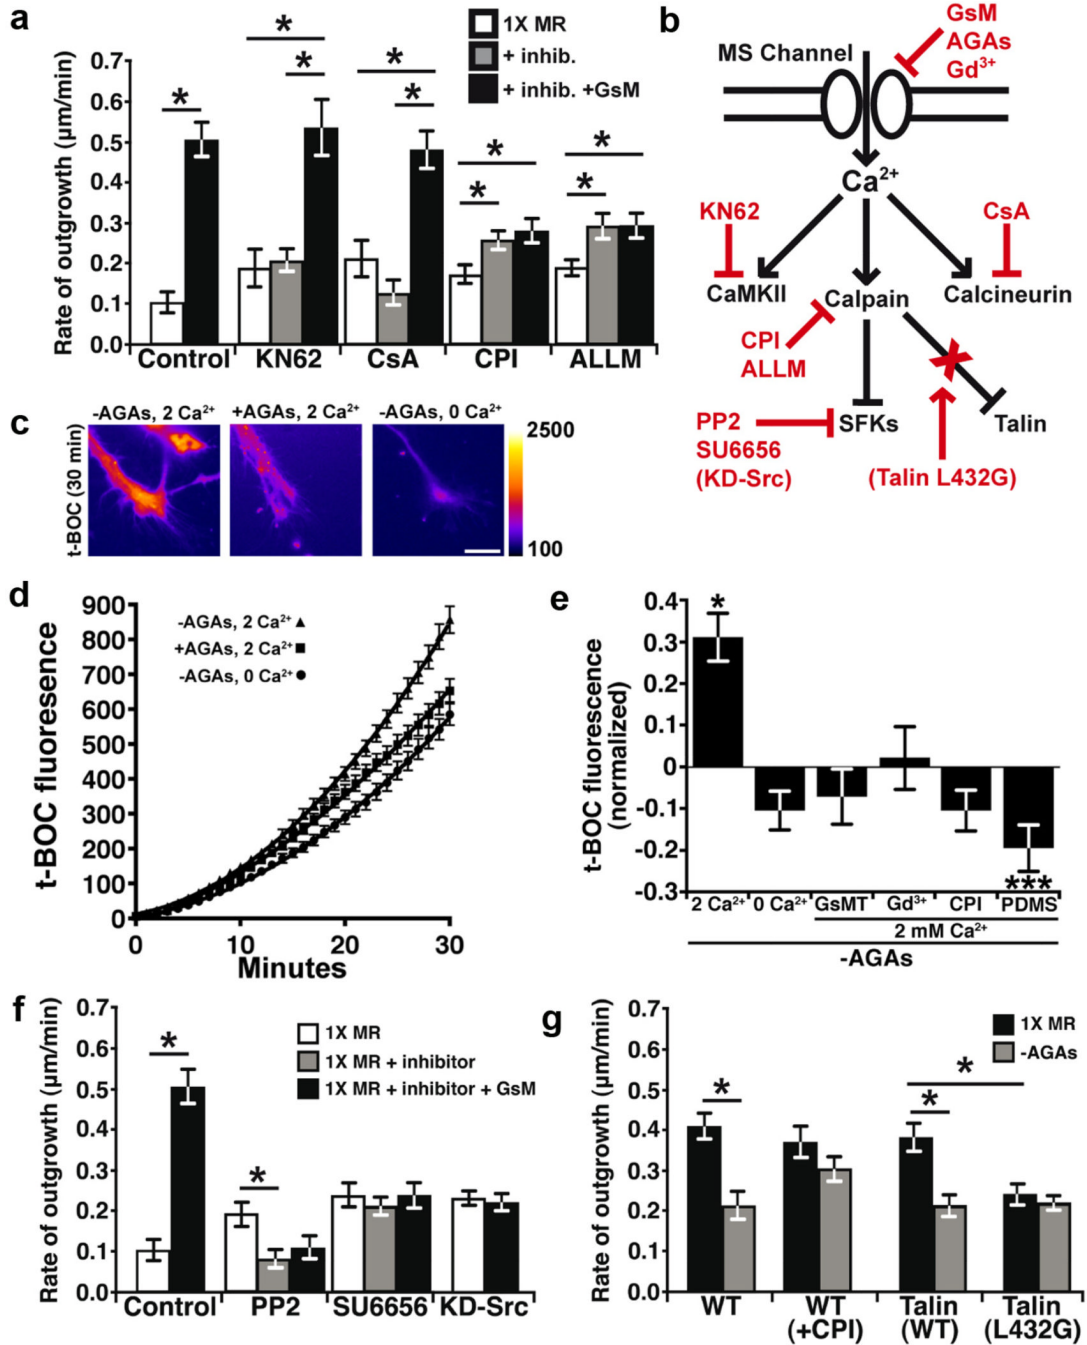 a
1X MR
+ inhib.
+ inhib. +GsM
Rate of outgrowth (µm/min)
0.7
0.6
0.5
0.4
0.3
0.2
0.1
0.0
*
*
*
*
*
*
*
*
*
Control
KN62
CsA
CPI
ALLM
b
MS Channel
GsM
AGAs
Gd³⁺
Ca²⁺
KN62
CsA
CaMKII
Calpain
Calcineurin
CPI
ALLM
PP2
SU6656
(KD-Src)
SFKs
Talin
(Talin L432G)
c
-AGAs, 2 Ca²⁺
+AGAs, 2 Ca²⁺
-AGAs, 0 Ca²⁺
t-BOC (30 min)
2500
100
d
t-BOC fluoresence
900
800
700
600
500
400
300
200
100
0
-AGAs, 2 Ca²⁺
+AGAs, 2 Ca²⁺
-AGAs, 0 Ca²⁺
0
10
20
30
Minutes
e
t-BOC fluorescence
(normalized)
0.4
0.3
0.2
0.1
0
-0.1
-0.2
-0.3
*
***
2 Ca²⁺
0 Ca²⁺
GsMT
Gd³⁺
CPI
PDMS
2 mM Ca²⁺
-AGAs
f
Rate of outgrowth (µm/min)
0.7
0.6
0.5
0.4
0.3
0.2
0.1
0.0
1X MR
1X MR + inhibitor
1X MR + inhibitor + GsM
*
*
Control
PP2
SU6656
KD-Src
g
Rate of outgrowth (µm/min)
0.7
0.6
0.5
0.4
0.3
0.2
0.1
0.0
1X MR
-AGAs
*
*
*
WT
WT
(+CPI)
Talin
(WT)
Talin
(L432G)